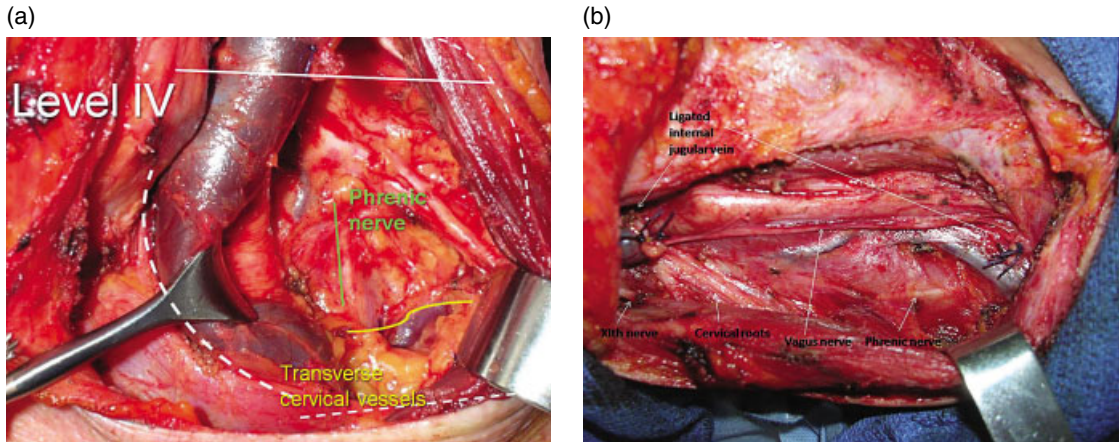 (a)
(b)
Level IV
Phrenic
nerve
Transverse
cervical vessels
Ligated
internal
jugular vein
XIth nerve
Cervical roots
Vagus nerve
Phrenic nerve